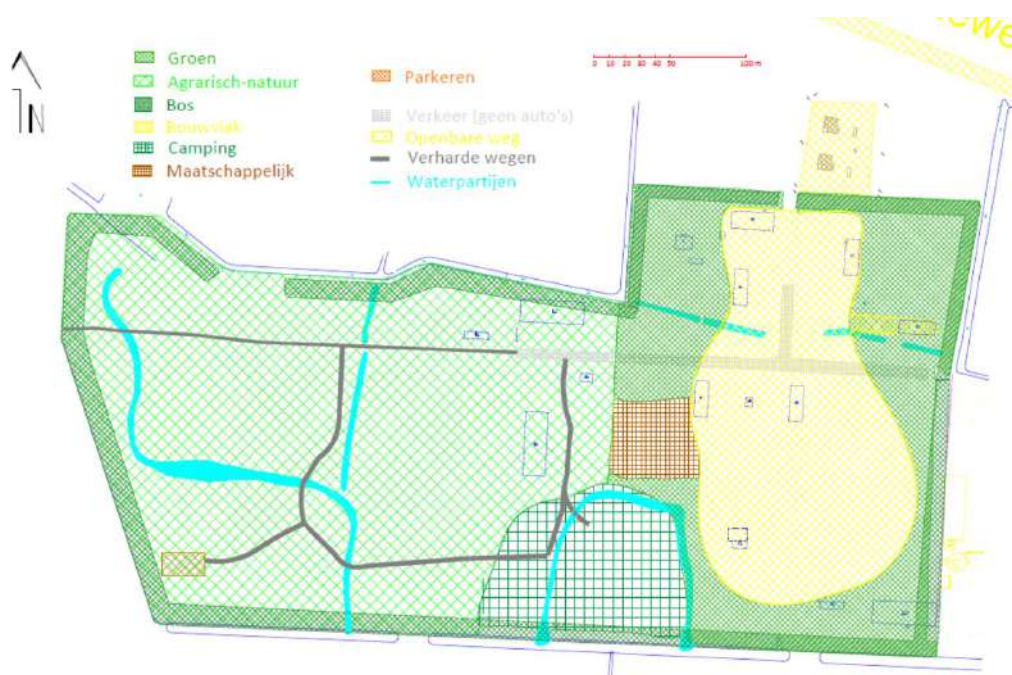 Groen
Agrarisch-natuur
Bos
Bouwvlak
Camping
Maatschappelijk
Parkeren
Verkeer (geen auto's)
Openbare weg
Verharde wegen
Waterpartijen
0 10 20 30 40 50 100 m
N